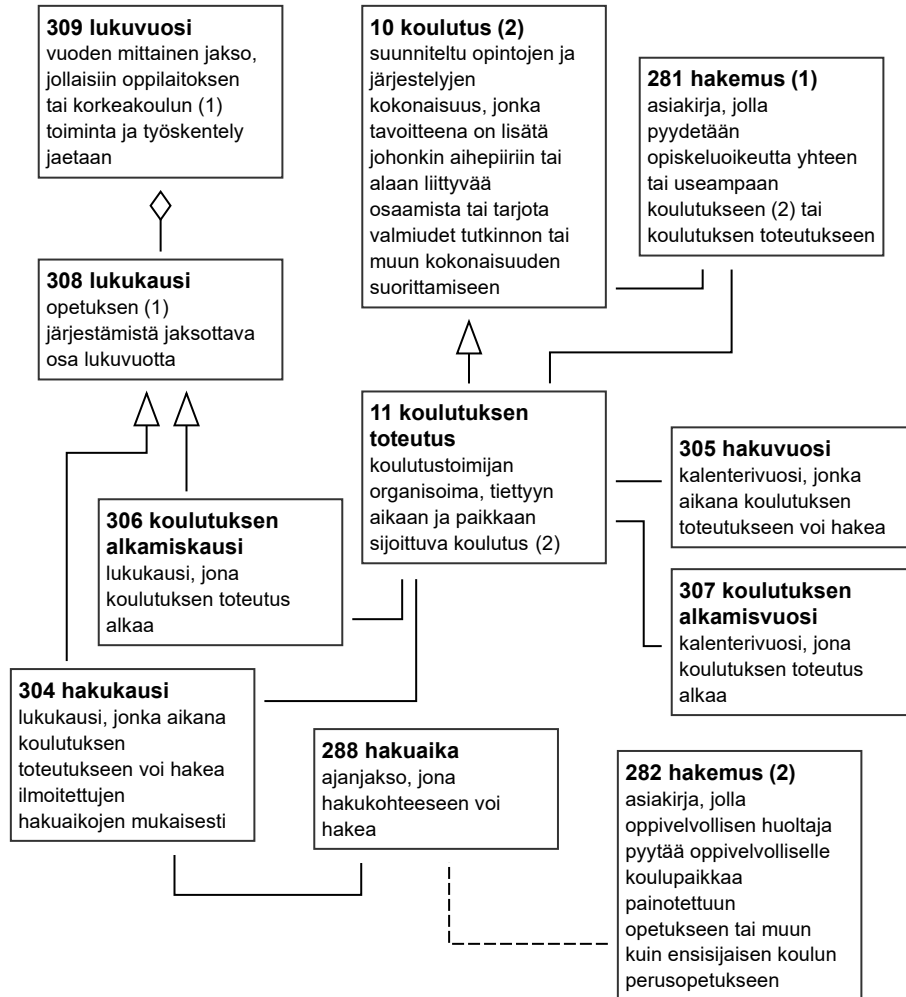 309 lukuvuosi
vuoden mittainen jakso,
jollaisiin oppilaitoksen
tai korkeakoulun (1)
toiminta ja työskentely
jaetaan
10 koulutus (2)
suunniteltu opintojen ja
järjestelyjen
kokonaisuus, jonka
tavoitteena on lisätä
johonkin aihepiiriin tai
alaan liittyvää
osaamista tai tarjota
valmiudet tutkinnon tai
muun kokonaisuuden
suorittamiseen
281 hakemus (1)
asiakirja, jolla
pyydetään
opiskeluoikeutta yhteen
tai useampaan
koulutukseen (2) tai
koulutuksen toteutukseen
308 lukukausi
opetuksen (1)
järjestämistä jaksottava
osa lukuvuotta
11 koulutuksen
toteutus
koulutustoimijan
organisoima, tiettyyn
aikaan ja paikkaan
sijoittuva koulutus (2)
305 hakuvuosi
kalenterivuosi, jonka
aikana koulutuksen
toteutukseen voi hakea
306 koulutuksen
alkamiskausi
lukukausi, jona
koulutuksen toteutus
alkaa
307 koulutuksen
alkamisvuosi
kalenterivuosi, jona
koulutuksen toteutus
alkaa
304 hakukausi
lukukausi, jonka aikana
koulutuksen
toteutukseen voi hakea
ilmoitettujen
hakuaikojen mukaisesti
288 hakuaika
ajanjakso, jona
hakukohteeseen voi
hakea
282 hakemus (2)
asiakirja, jolla
oppivelvollisen huoltaja
pyytää oppivelvolliselle
koulupaikkaa
painotettuun
opetukseen tai muun
kuin ensisijaisen koulun
perusopetukseen